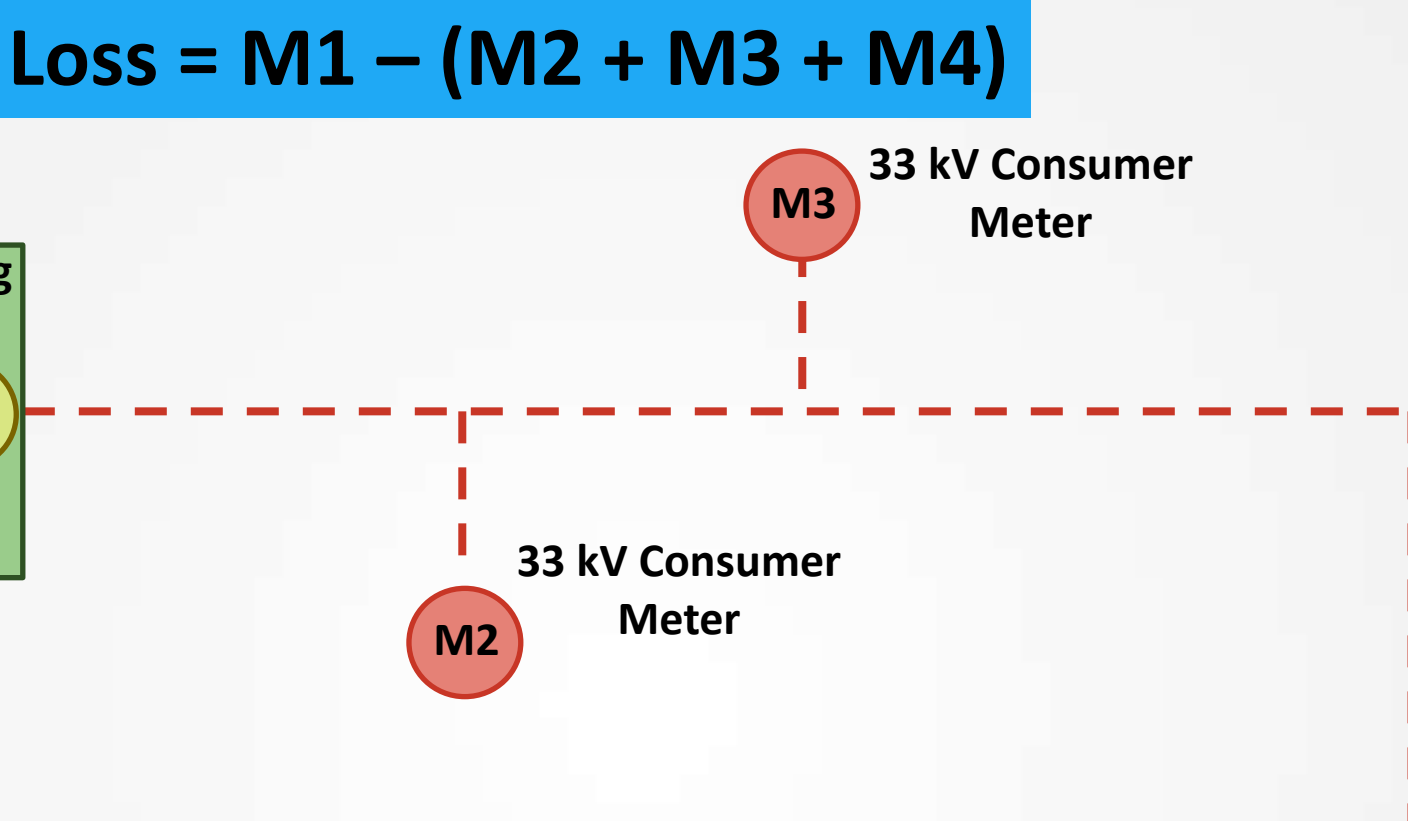 Loss = M1 – (M2 + M3 + M4)
M3
33 kV Consumer
Meter
g
33 kV Consumer
Meter
M2